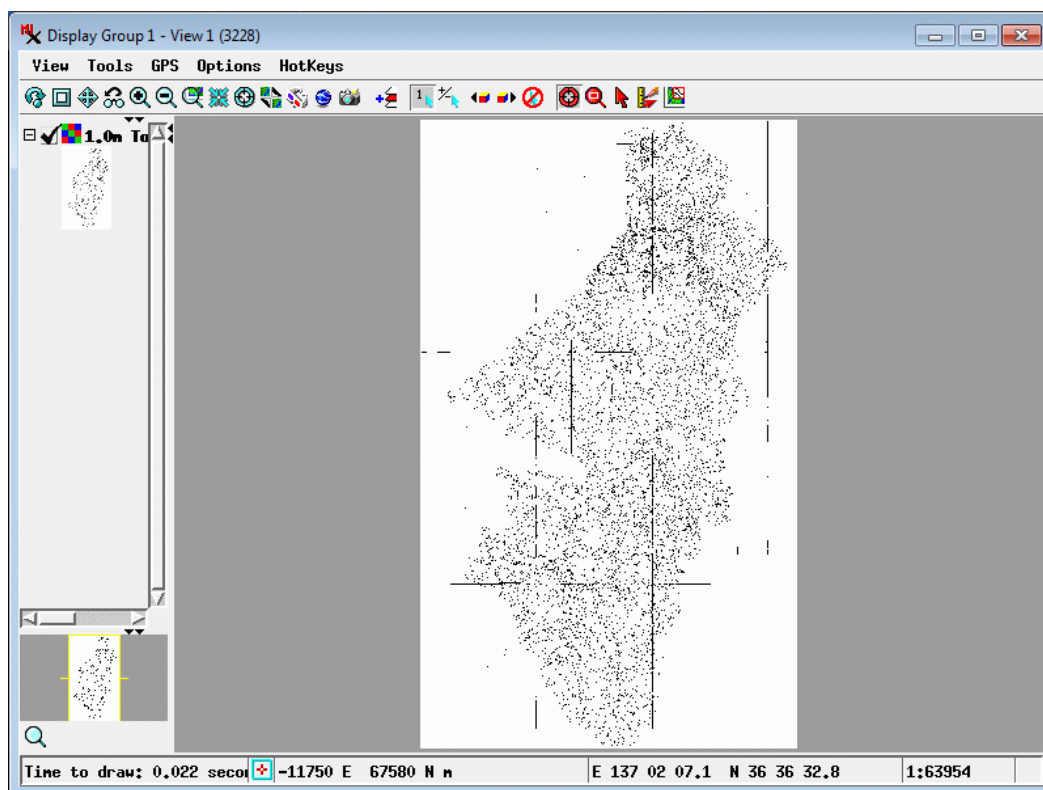 Display Group 1 - View 1 (3228)
View Tools GPS Options HotKeys
1.0m To
Time to draw: 0.022 secon -11750 E 67580 N m E 137 02 07.1 N 36 36 32.8 1:63954